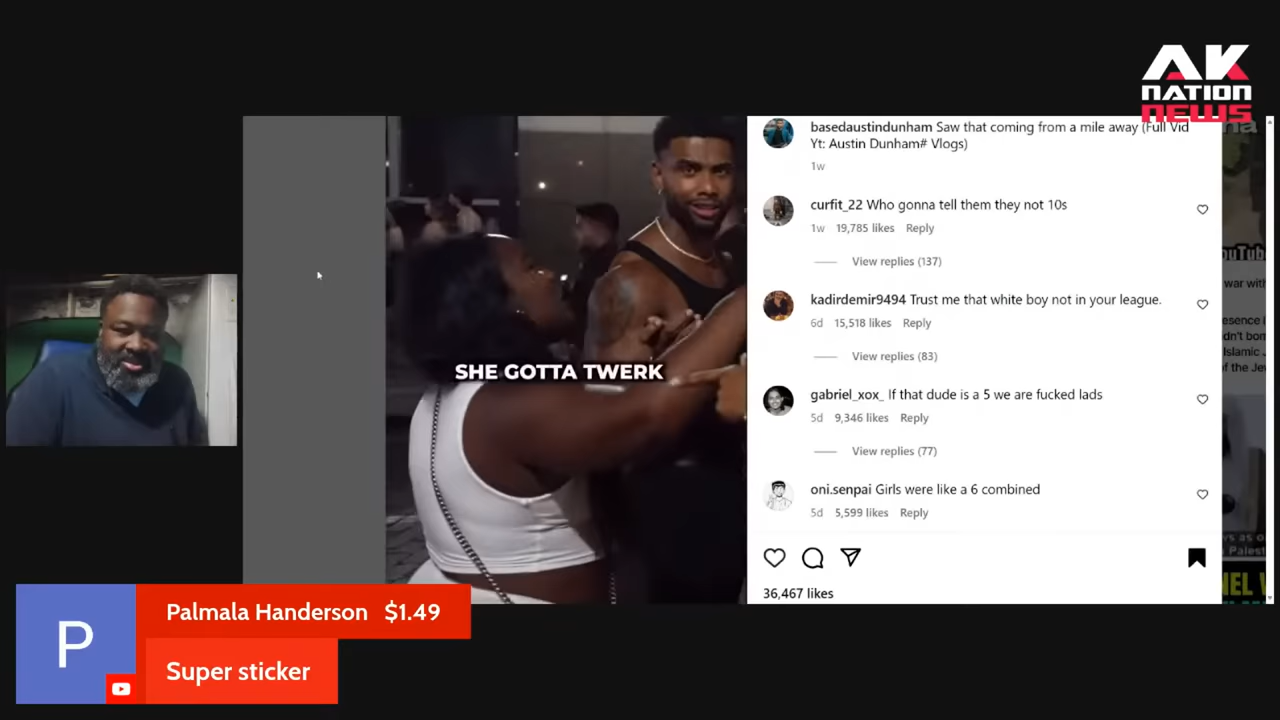 AK
NATION
NEWS
basedaustindunham Saw that coming from a mile away (Full Vid
Yt: Austin Dunham# Vlogs)
1w
curfit_22 Who gonna tell them they not 10s
1w 19,785 likes Reply
View replies (137)
kadirdemir9494 Trust me that white boy not in your league.
6d 15,518 likes Reply
View replies (83)
SHE GOTTA TWERK
gabriel_xox_ If that dude is a 5 we are fucked lads
5d 9,346 likes Reply
View replies (77)
oni.senpai Girls were like a 6 combined
5d 5,599 likes Reply
36,467 likes
P
Palmala Handerson $1.49
Super sticker